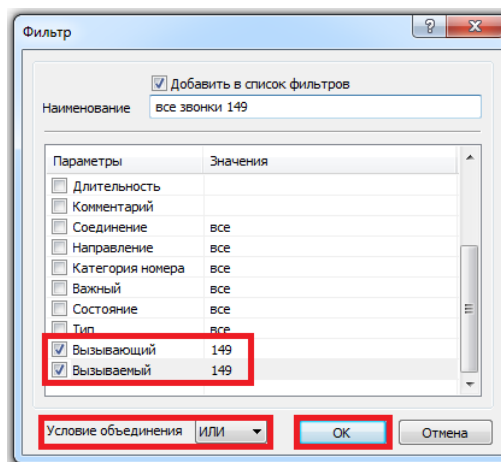 Фильтр
Добавить в список фильтров
Наименование все звонки 149
Параметры Значения
Длительность
Комментарий
Соединение все
Направление все
Категория номера все
Важный все
Состояние все
Тип все
Вызывающий 149
Вызываемый 149
Условие объединения ИЛИ OK Отмена